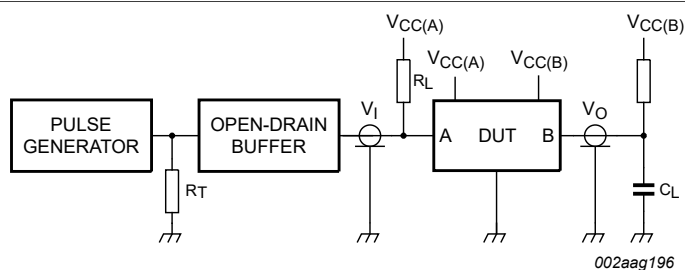 VCC(A)
VCC(B)
VCC(A)
VCC(B)
RL
VI
VO
PULSE
GENERATOR
OPEN-DRAIN
BUFFER
A
DUT
B
RT
CL
002aag196